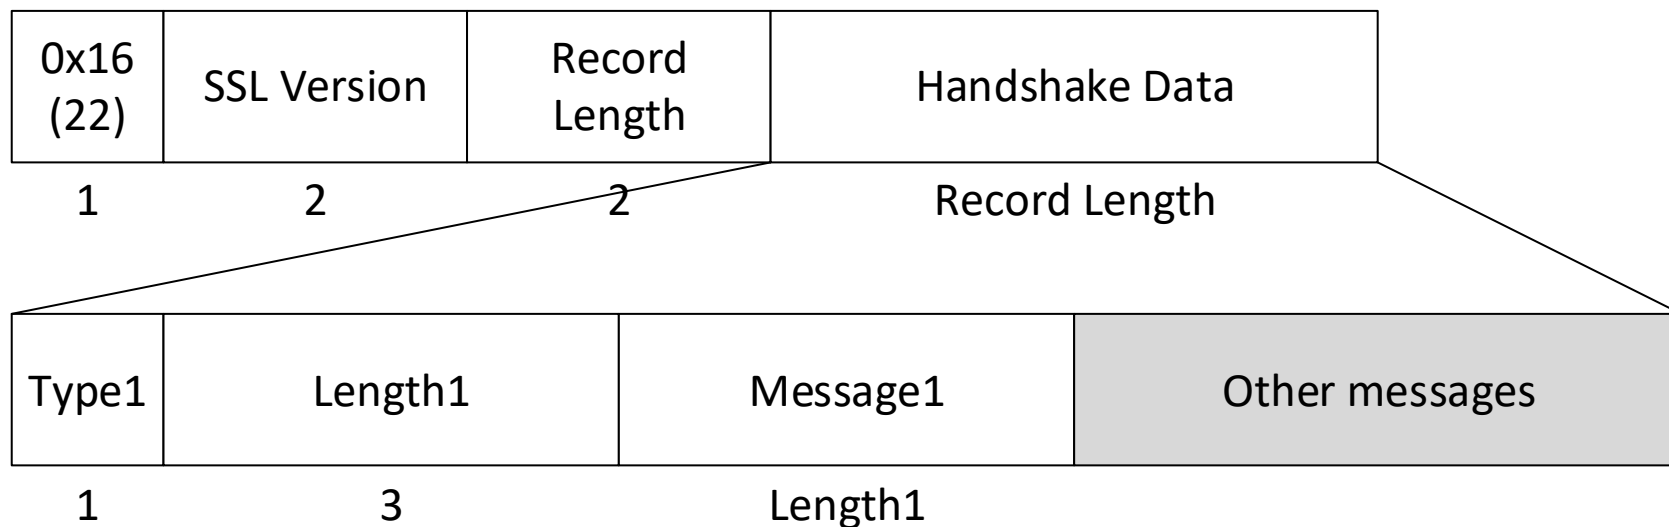 0x16
(22)
SSL Version
Record
Length
Handshake Data
1
2
2
Record Length
Type1
Length1
Message1
Other messages
1
3
Length1